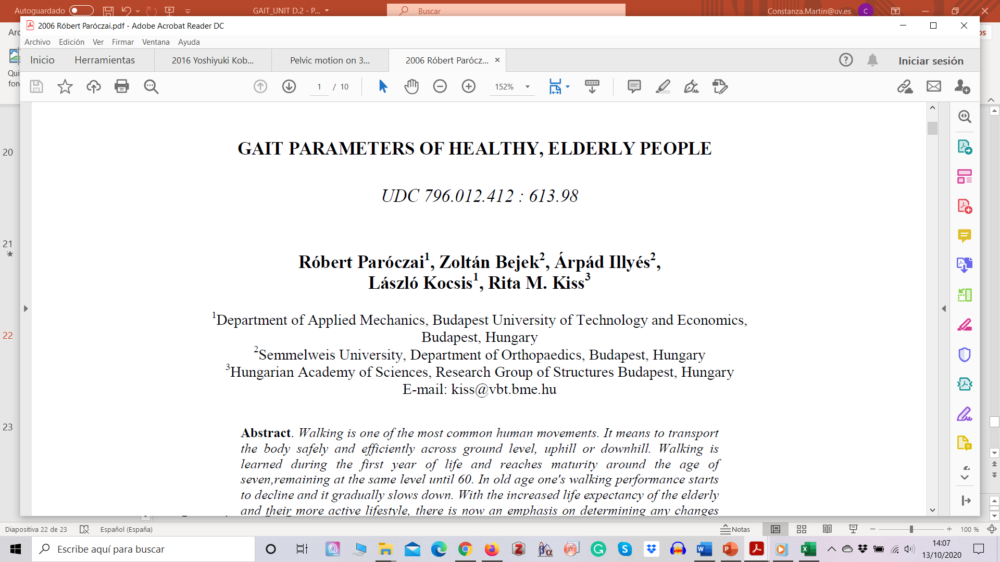 Autoguardado
GAIT_UNIT D.2 - P...
Buscar
Constanza.Martin@uv.es
C
2006 Róbert Paróczai.pdf - Adobe Acrobat Reader DC
Archivo Edición Ver Firmar Ventana Ayuda
Inicio Herramientas 2016 Yoshiyuki Kob... Pelvic motion on 3... 2006 Róbert Parócz... Iniciar sesión
1 / 10 152%
20
21
22
23
GAIT PARAMETERS OF HEALTHY, ELDERLY PEOPLE
UDC 796.012.412 : 613.98
Róbert Paróczai1, Zoltán Bejek2, Árpád Illyés2,
László Kocsis1, Rita M. Kiss3
1Department of Applied Mechanics, Budapest University of Technology and Economics,
Budapest, Hungary
2Semmelweis University, Department of Orthopaedics, Budapest, Hungary
3Hungarian Academy of Sciences, Research Group of Structures Budapest, Hungary
E-mail: kiss@vbt.bme.hu
Abstract. Walking is one of the most common human movements. It means to transport
the body safely and efficiently across ground level, uphill or downhill. Walking is
learned during the first year of life and reaches maturity around the age of
seven,remaining at the same level until 60. In old age one's walking performance starts
to decline and it gradually slows down. With the increased life expectancy of the elderly
and their more active lifestyle, there is now an emphasis on determining any changes
Diapositiva 22 de 23 Español (España) Notas 100 %
Escribe aquí para buscar
14:07
13/10/2020